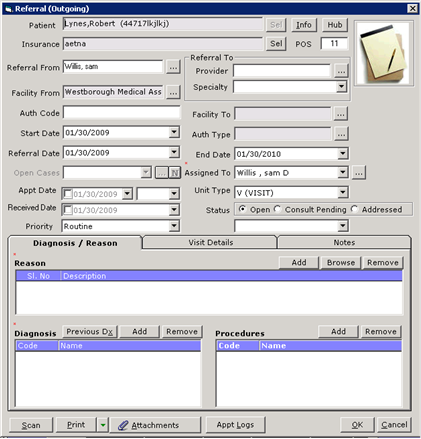 Referral (Outgoing)
Patient Lynes,Robert (44717lkjlkj) Sel Info Hub
Insurance aetna Sel POS 11
Referral From Willis, sam ... Referral To
Provider ...
Facility From Westborough Medical Ass ... Specialty
Auth Code Facility To ...
Start Date 01/30/2009 Auth Type ...
Referral Date 01/30/2009 End Date 01/30/2010
Open Cases ... N * Assigned To Willis , sam D ...
Appt Date 01/30/2009 Unit Type V (VISIT)
Received Date 01/30/2009 Status Open Consult Pending Addressed
Priority Routine
Diagnosis / Reason Visit Details Notes
* Reason Add Browse Remove
Sl. No Description
* Diagnosis Previous Dx Add Remove Procedures Add Remove
Code Name Code Name
Scan Print Attachments Appt Logs OK Cancel